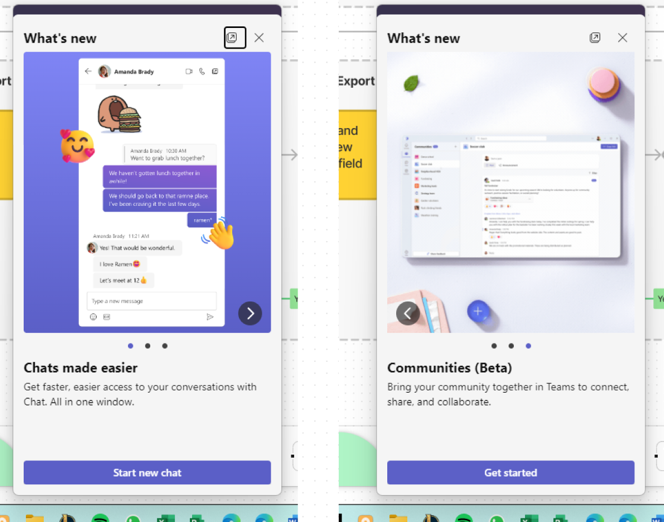 What's new
Amanda Brady
Amanda Brady 10:30 AM
Want to grab lunch together?
We haven't gotten lunch together in
awhile!
We should go back to that ramne place.
I've been craving it the last few days
ramen*
Amanda Brady 11:21 AM
Yes! That would be wonderful.
I love Ramen
Let's meet at 12
Type a new message
Chats made easier
Get faster, easier access to your conversations with
Chat. All in one window.
Start new chat
What's new
Export
and
ew
field
Communities (Beta)
Bring your community together in Teams to connect,
share, and collaborate.
Get started